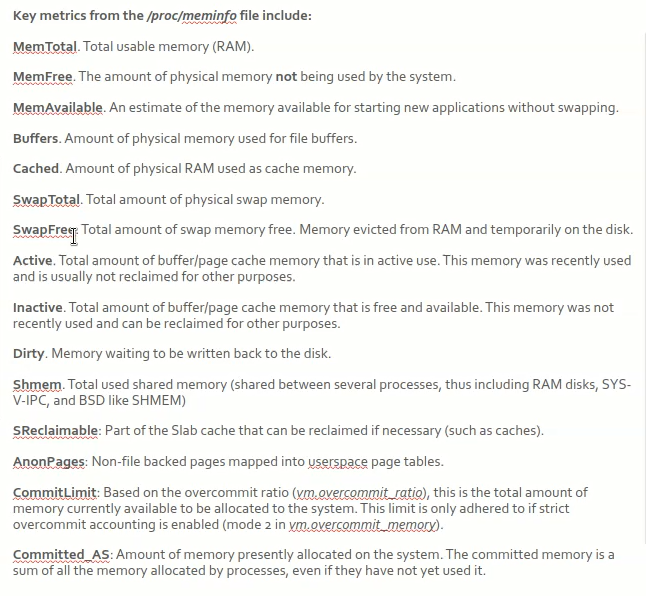 Key metrics from the /proc/meminfo file include:
MemTotal. Total usable memory (RAM).
MemFree. The amount of physical memory not being used by the system.
MemAvailable. An estimate of the memory available for starting new applications without swapping.
Buffers. Amount of physical memory used for file buffers.
Cached. Amount of physical RAM used as cache memory.
SwapTotal. Total amount of physical swap memory.
SwapFree. Total amount of swap memory free. Memory evicted from RAM and temporarily on the disk.
Active. Total amount of buffer/page cache memory that is in active use. This memory was recently used
and is usually not reclaimed for other purposes.
Inactive. Total amount of buffer/page cache memory that is free and available. This memory was not
recently used and can be reclaimed for other purposes.
Dirty. Memory waiting to be written back to the disk.
Shmem. Total used shared memory (shared between several processes, thus including RAM disks, SYS-
V-IPC, and BSD like SHMEM)
SReclaimable: Part of the Slab cache that can be reclaimed if necessary (such as caches).
AnonPages: Non-file backed pages mapped into userspace page tables.
CommitLimit: Based on the overcommit ratio (vm.overcommit_ratio), this is the total amount of
memory currently available to be allocated to the system. This limit is only adhered to if strict
overcommit accounting is enabled (mode 2 in vm.overcommit_memory).
Committed_AS: Amount of memory presently allocated on the system. The committed memory is a
sum of all the memory allocated by processes, even if they have not yet used it.